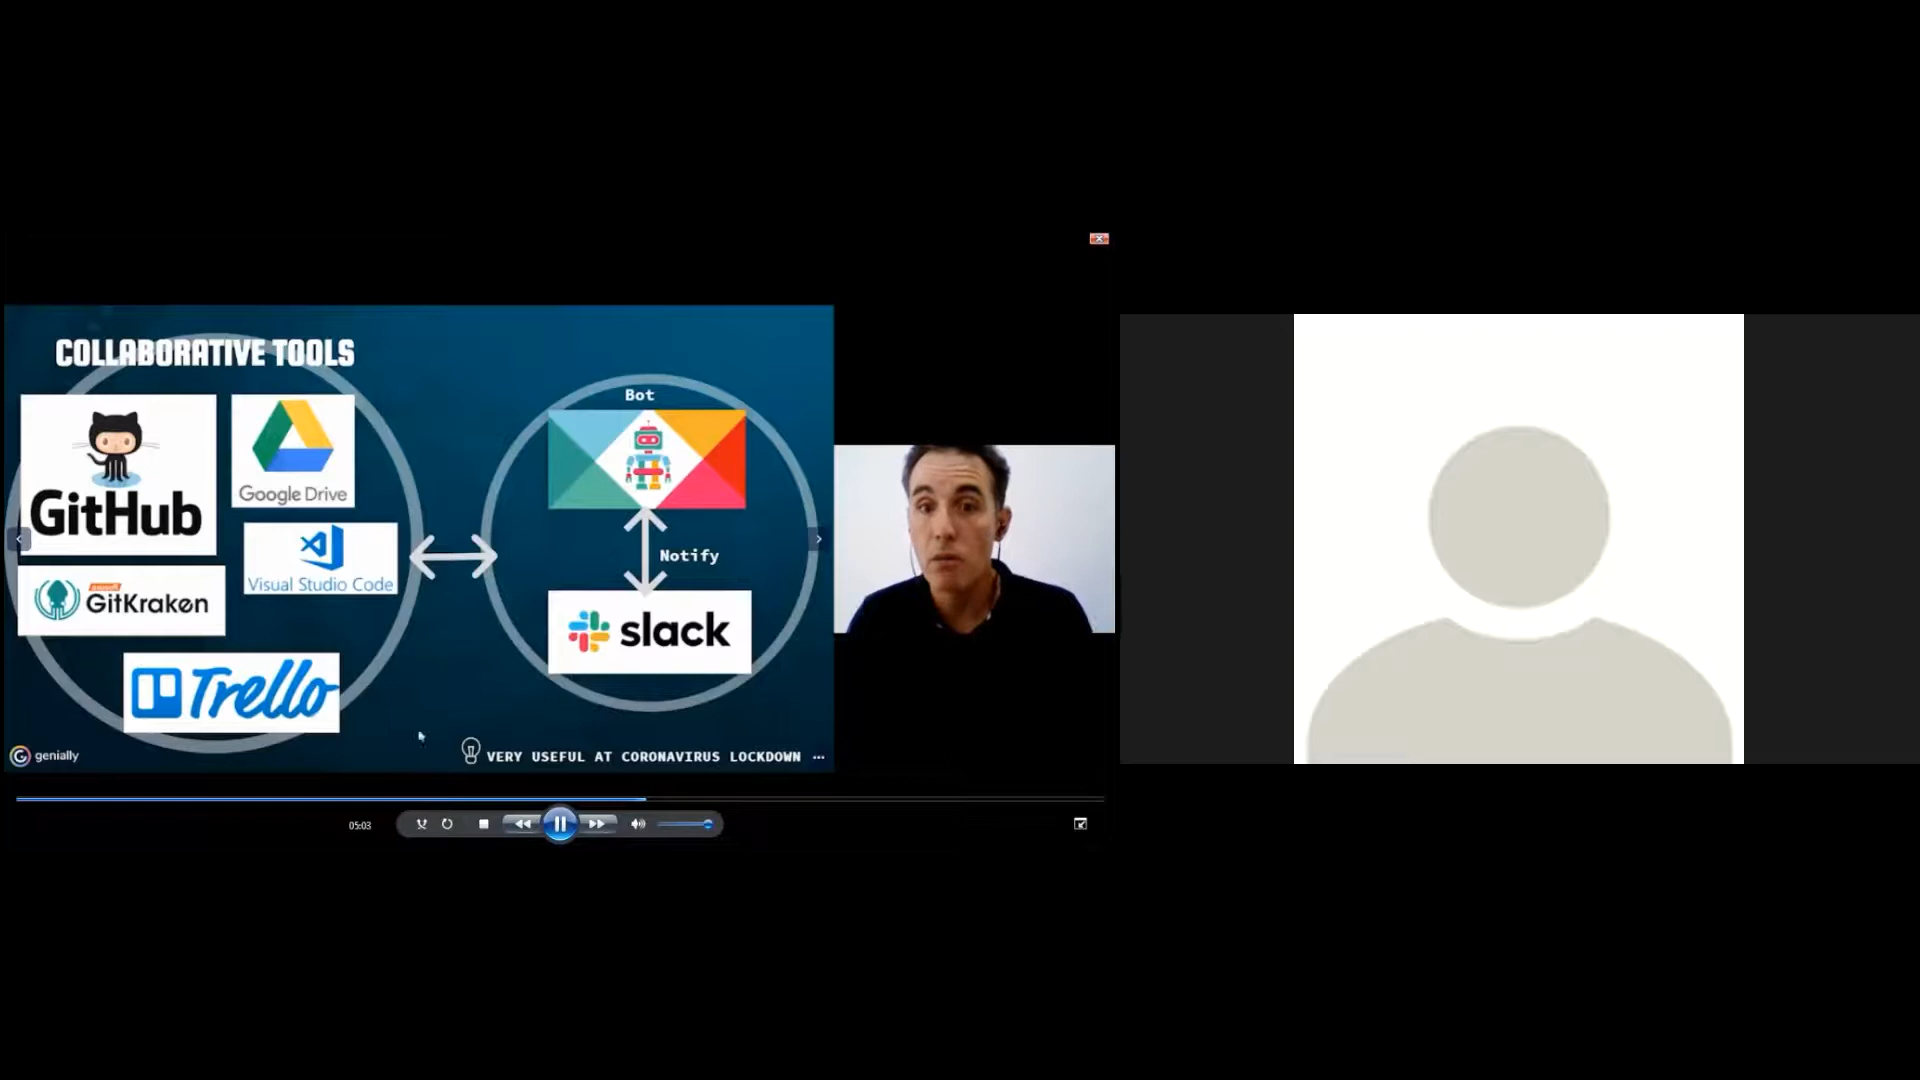 COLLABORATIVE TOOLS
GitHub
Google Drive
Visual Studio Code
GitKraken
Trello
Bot
Notify
slack
genially
VERY USEFUL AT CORONAVIRUS LOCKDOWN
05:03